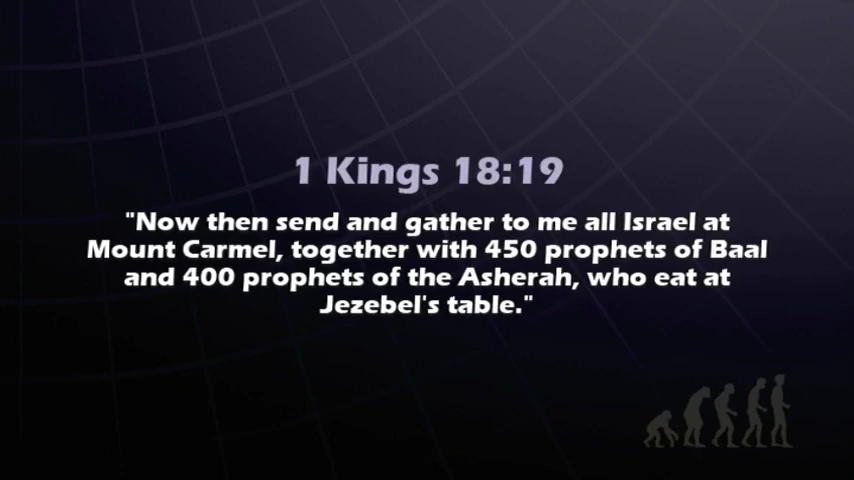 1 Kings 18:19
"Now then send and gather to me all Israel at
Mount Carmel, together with 450 prophets of Baal
and 400 prophets of the Asherah, who eat at
Jezebel's table."